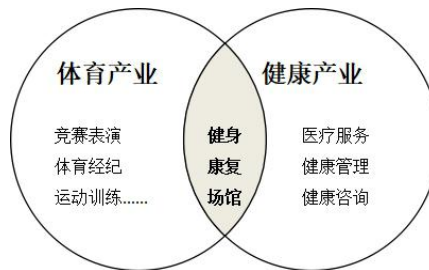 体育产业 健康产业
竞赛表演 健身 医疗服务
体育经纪 康复 健康管理
运动训练...... 场馆 健康咨询